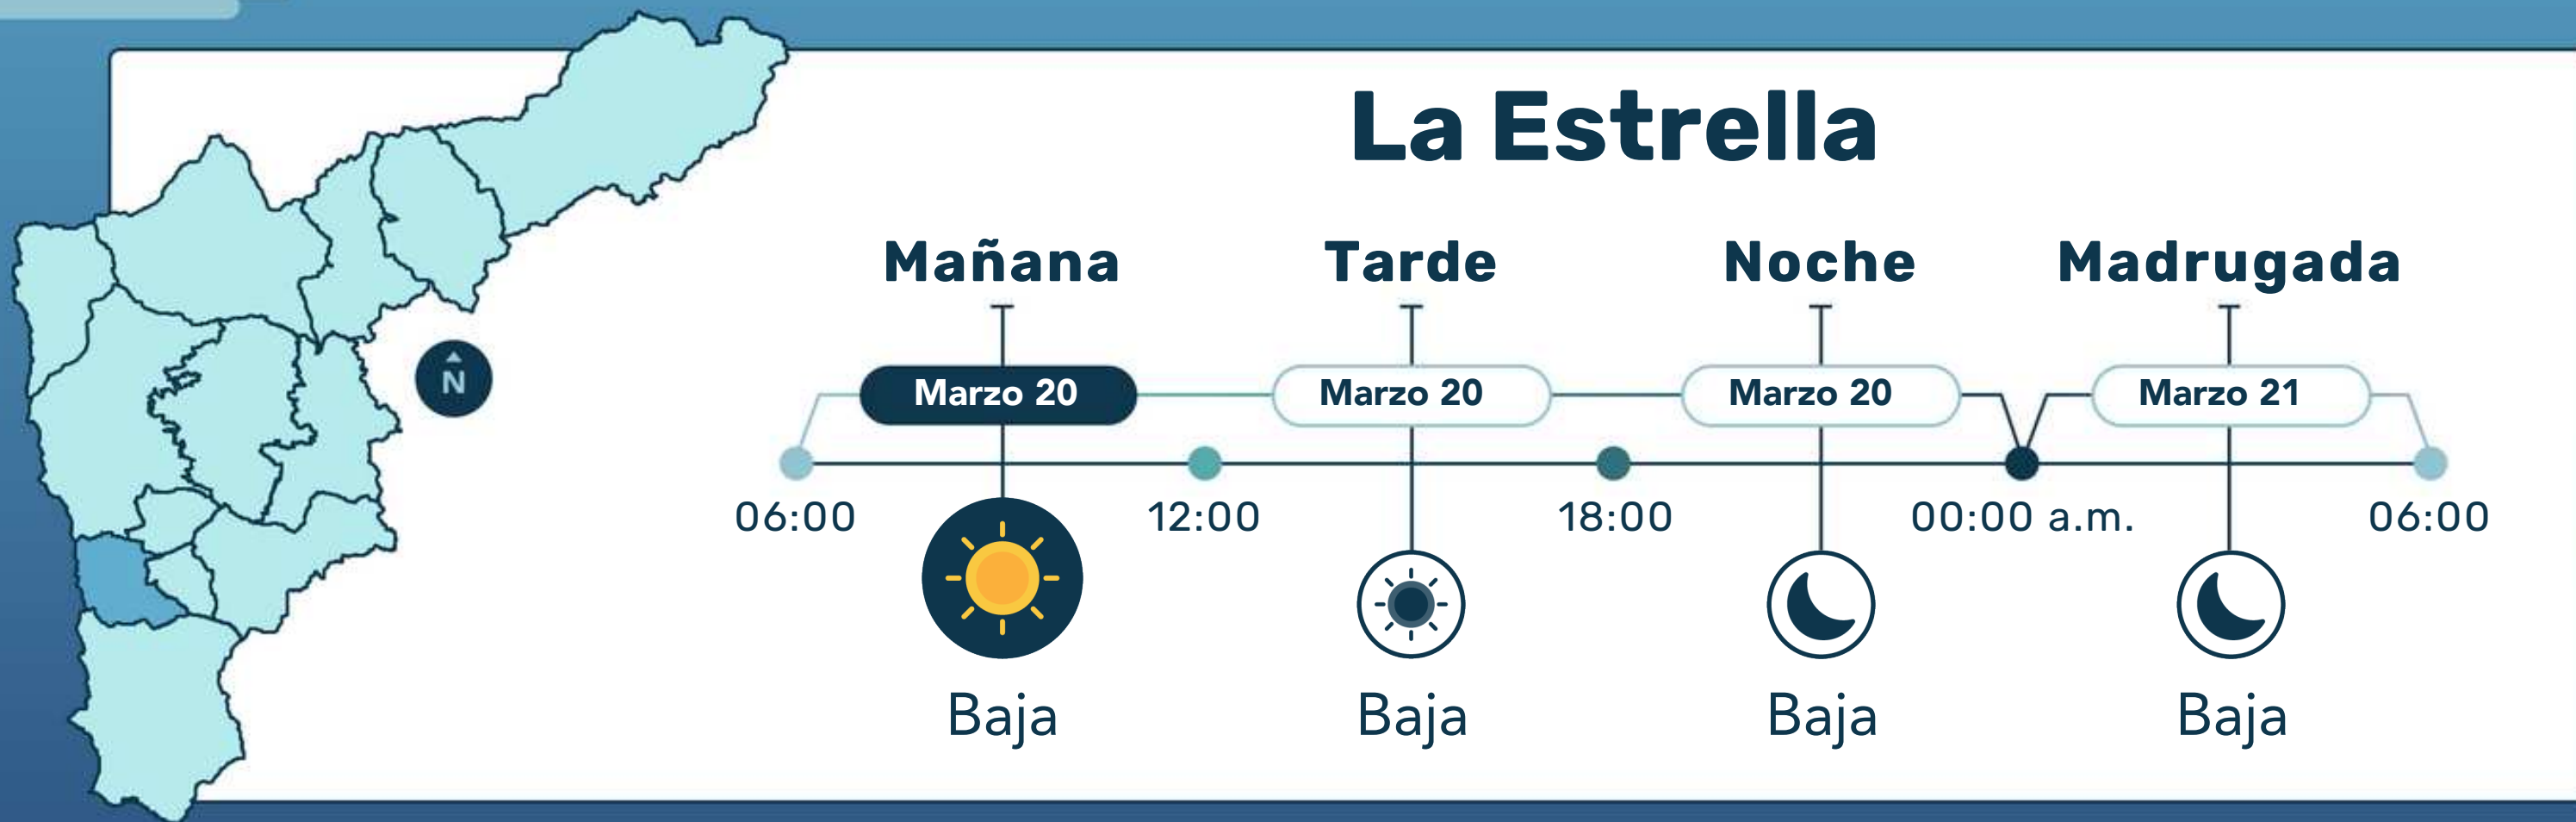 La Estrella
Mañana Tarde Noche Madrugada
N
Marzo 20 Marzo 20 Marzo 20 Marzo 21
06:00 12:00 18:00 00:00 a.m. 06:00
Baja Baja Baja Baja